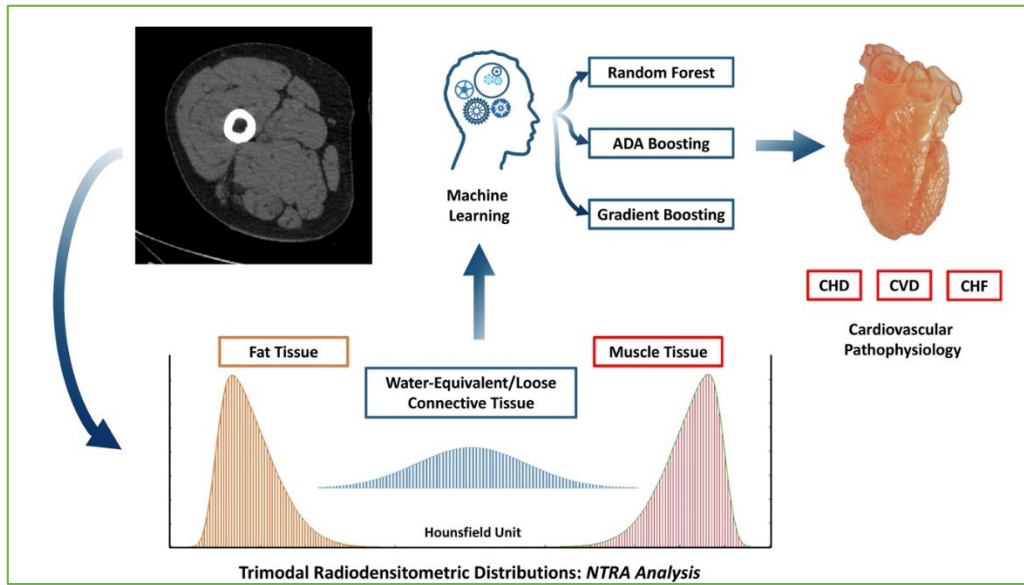 Random Forest
ADA Boosting
Gradient Boosting
Machine
Learning
CHD
CVD
CHF
Cardiovascular
Pathophysiology
Fat Tissue
Water-Equivalent/Loose
Connective Tissue
Muscle Tissue
Hounsfield Unit
Trimodal Radiodensitometric Distributions: NTRA Analysis